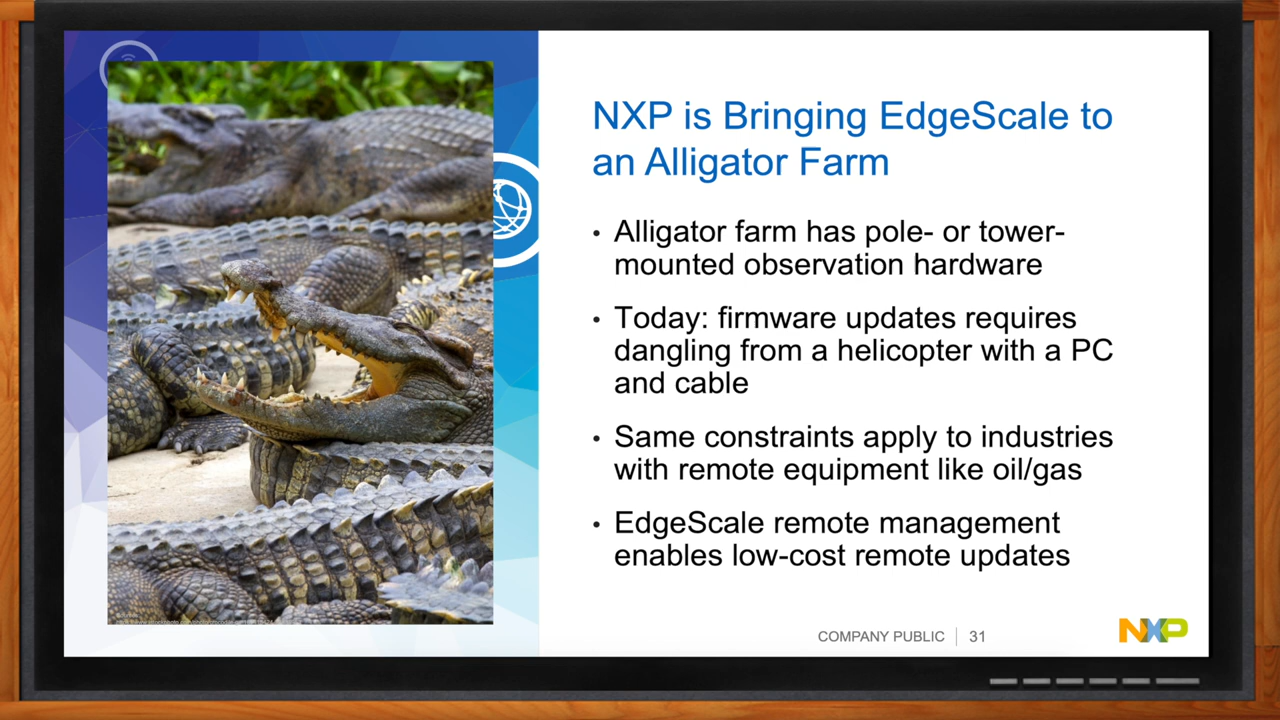 NXP is Bringing EdgeScale to
an Alligator Farm
• Alligator farm has pole- or tower-
mounted observation hardware
• Today: firmware updates requires
dangling from a helicopter with a PC
and cable
• Same constraints apply to industries
with remote equipment like oil/gas
• EdgeScale remote management
enables low-cost remote updates
COMPANY PUBLIC | 31
NXP